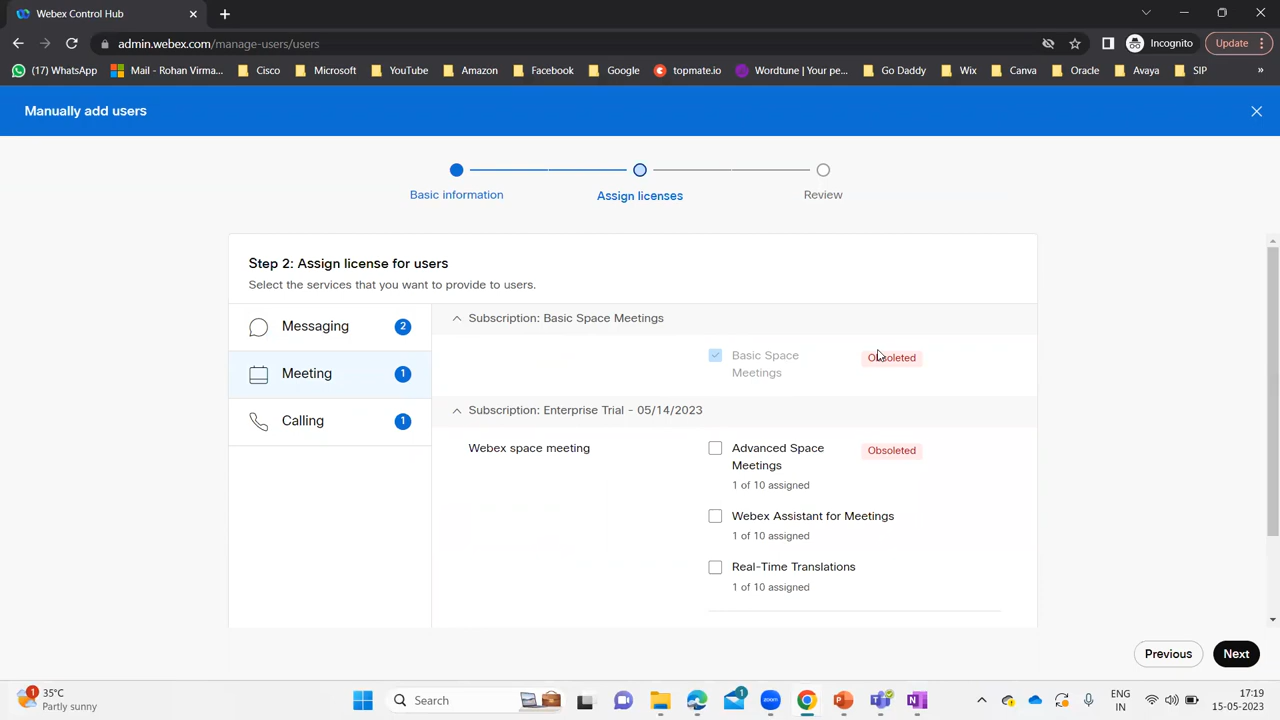 Webex Control Hub
admin.webex.com/manage-users/users
Incognito
Update
(17) WhatsApp
Mail - Rohan Virma...
Cisco
Microsoft
YouTube
Amazon
Facebook
Google
topmate.io
Wordtune | Your pe...
Go Daddy
Wix
Canva
Oracle
Avaya
SIP
»
Manually add users
Basic information
Assign licenses
Review
Step 2: Assign license for users
Select the services that you want to provide to users.
Messaging 2
Meeting 1
Calling 1
Subscription: Basic Space Meetings
Basic Space
Meetings
Obsoleted
Subscription: Enterprise Trial - 05/14/2023
Webex space meeting
Advanced Space
Meetings
Obsoleted
1 of 10 assigned
Webex Assistant for Meetings
1 of 10 assigned
Real-Time Translations
1 of 10 assigned
Previous
Next
1
35°C
Partly sunny
Search
zoom
1
ENG
IN
17:19
15-05-2023